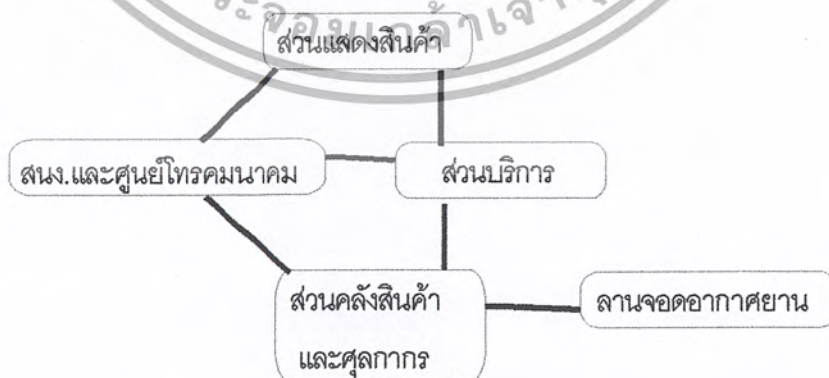 ส่วนแสดงสินค้า
สนง.และศูนย์โทรคมนาคม
ส่วนบริการ
ส่วนคลังสินค้า
และศุลกากร
ลานจอดอากาศยาน